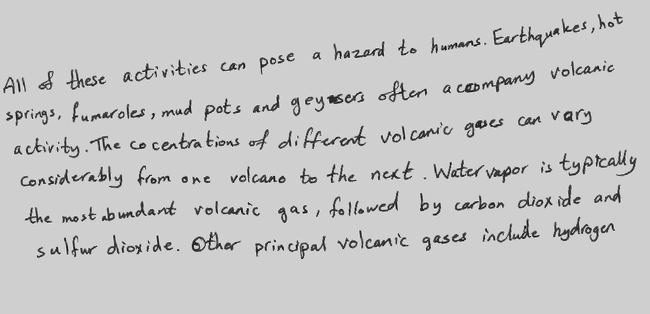 All of these activities can pose a hazard to humans. Earthquakes, hot
springs, fumaroles, mud pots and geysers often accompany volcanic
activity. The cocentrations of different volcanic gases can vary
considerably from one volcano to the next. Water vapor is typically
the most abundant volcanic gas, followed by carbon dioxide and
sulfur dioxide. Other principal volcanic gases include hydrogen